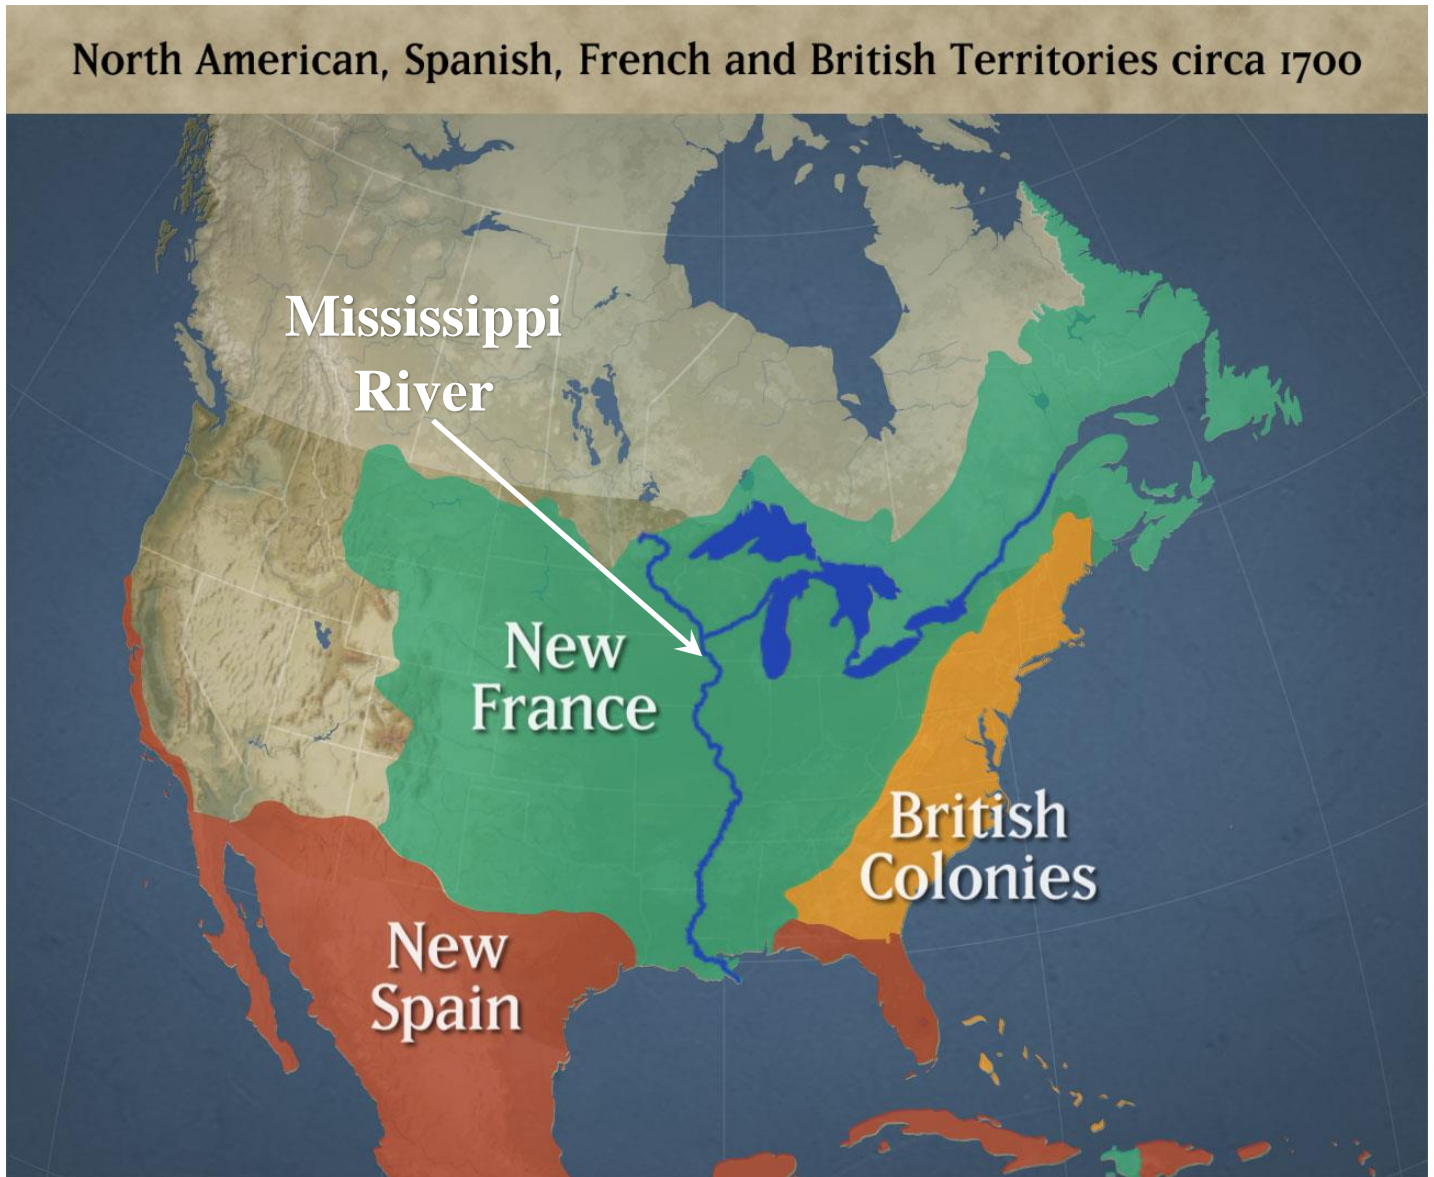 North American, Spanish, French and British Territories circa 1700
Mississippi
River
New
France
British
Colonies
New
Spain